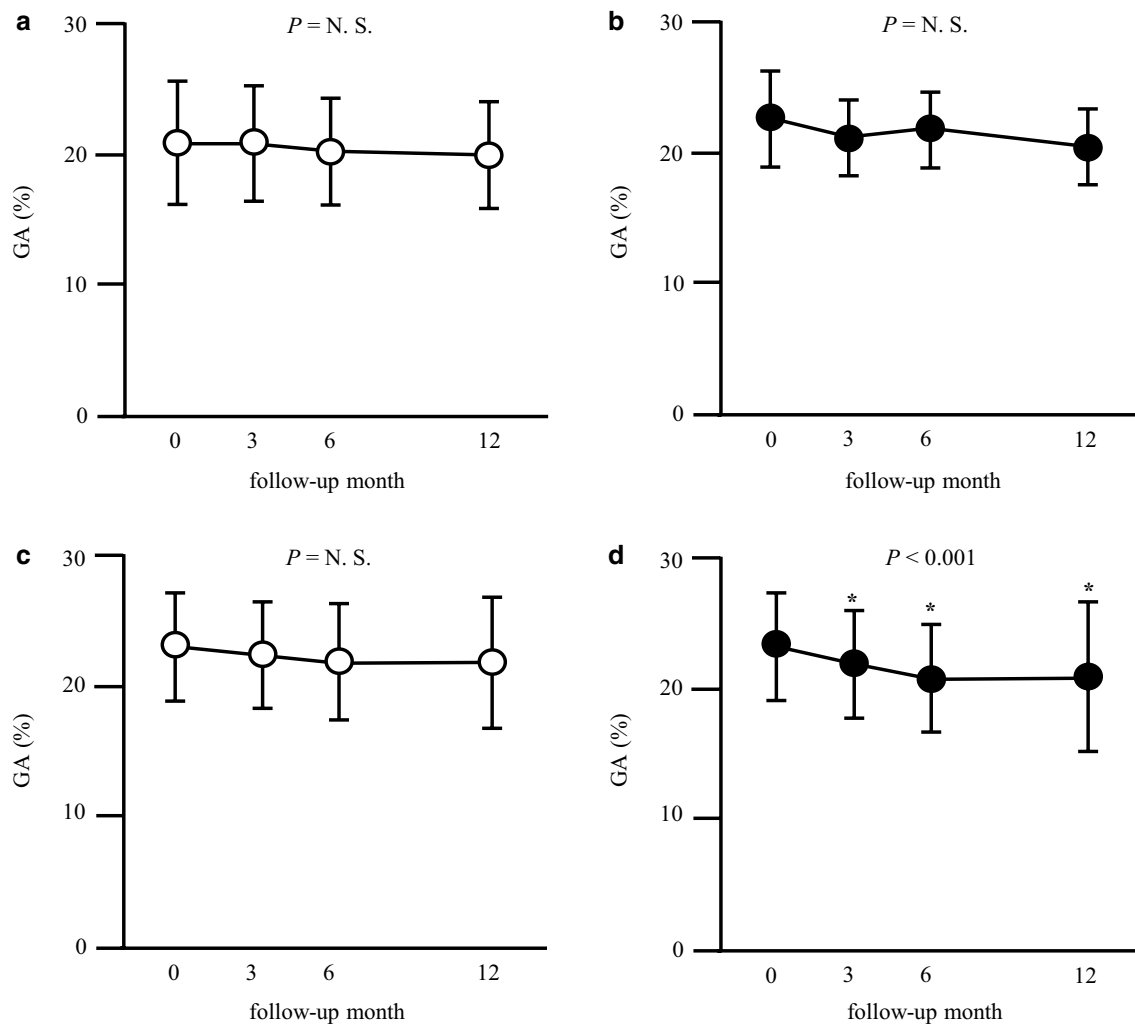 a
P = N. S.
30
20
10
0
GA (%)
0 3 6 12
follow-up month
b
P = N. S.
30
20
10
0
GA (%)
0 3 6 12
follow-up month
c
P = N. S.
30
20
10
0
GA (%)
0 3 6 12
follow-up month
d
P < 0.001
30
* * *
20
10
0
GA (%)
0 3 6 12
follow-up month